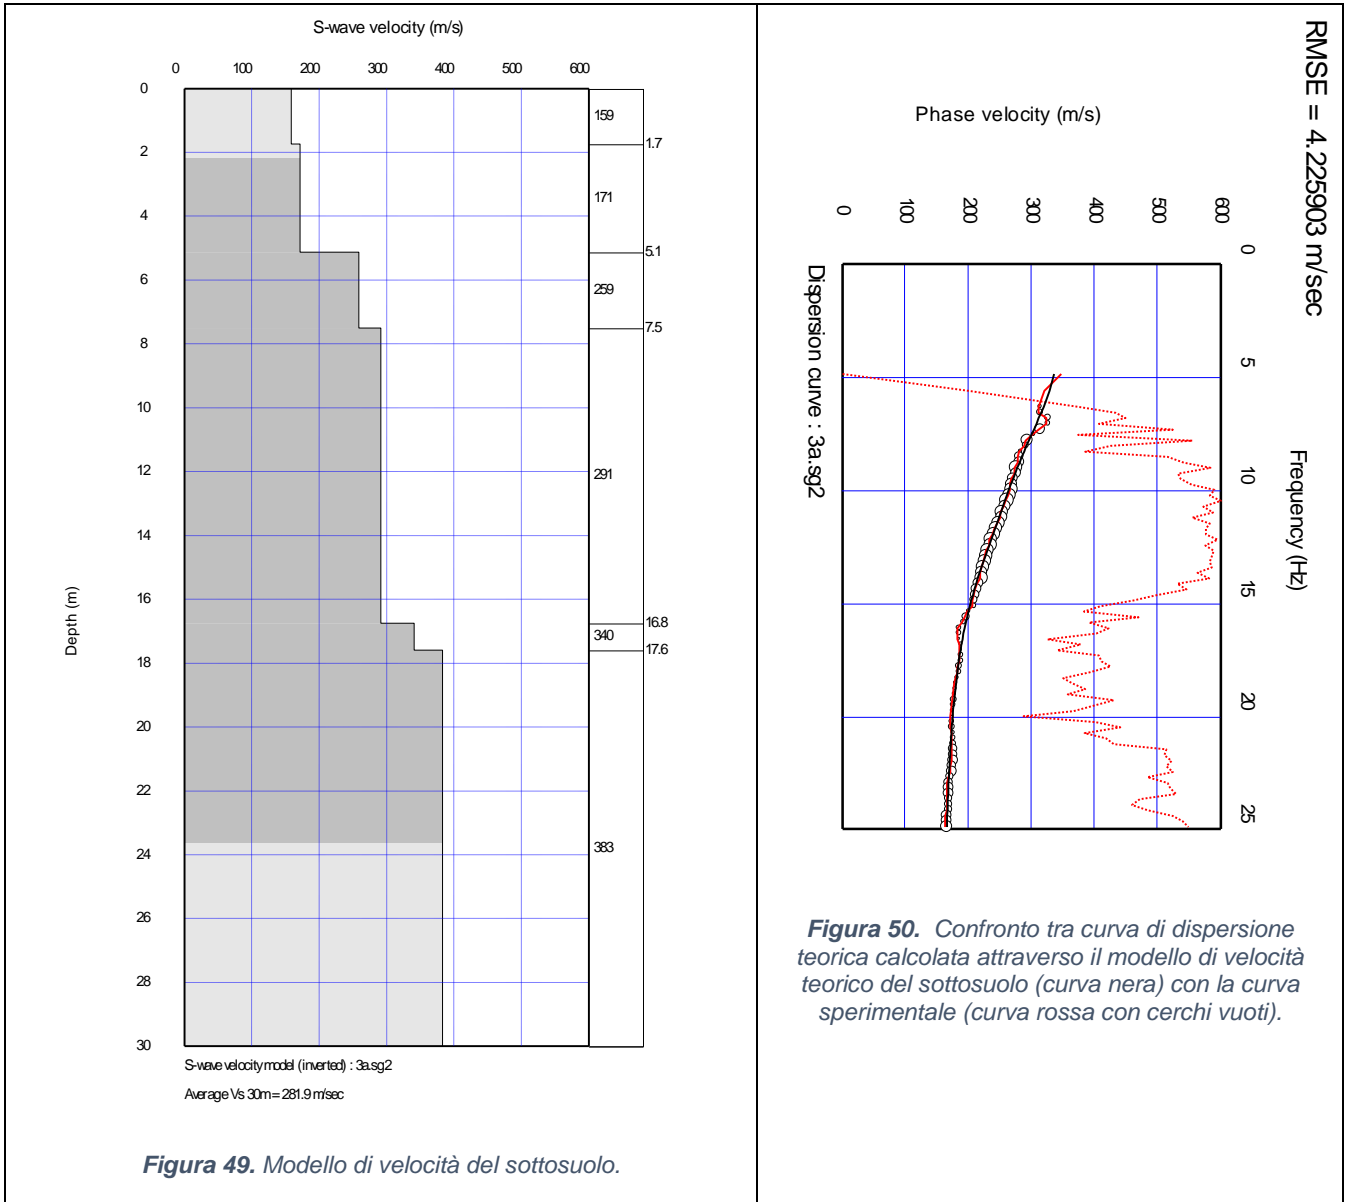 S-wave velocity (m/s)
0 100 200 300 400 500 600
0
2
4
6
8
10
12
14
16
18
20
22
24
26
28
30
Depth (m)
159
1.7
171
5.1
259
7.5
291
16.8
340
17.6
383
S-wave velocity model (inverted) : 3a.sg2
Average Vs 30m = 281.9 m/sec
Figura 49. Modello di velocità del sottosuolo.
RMSE = 4.225903 m/sec
Phase velocity (m/s)
0 100 200 300 400 500 600
0
5
10
15
20
25
Frequency (Hz)
Dispersion curve : 3a.sg2
Figura 50. Confronto tra curva di dispersione
teorica calcolata attraverso il modello di velocità
teorico del sottosuolo (curva nera) con la curva
sperimentale (curva rossa con cerchi vuoti).